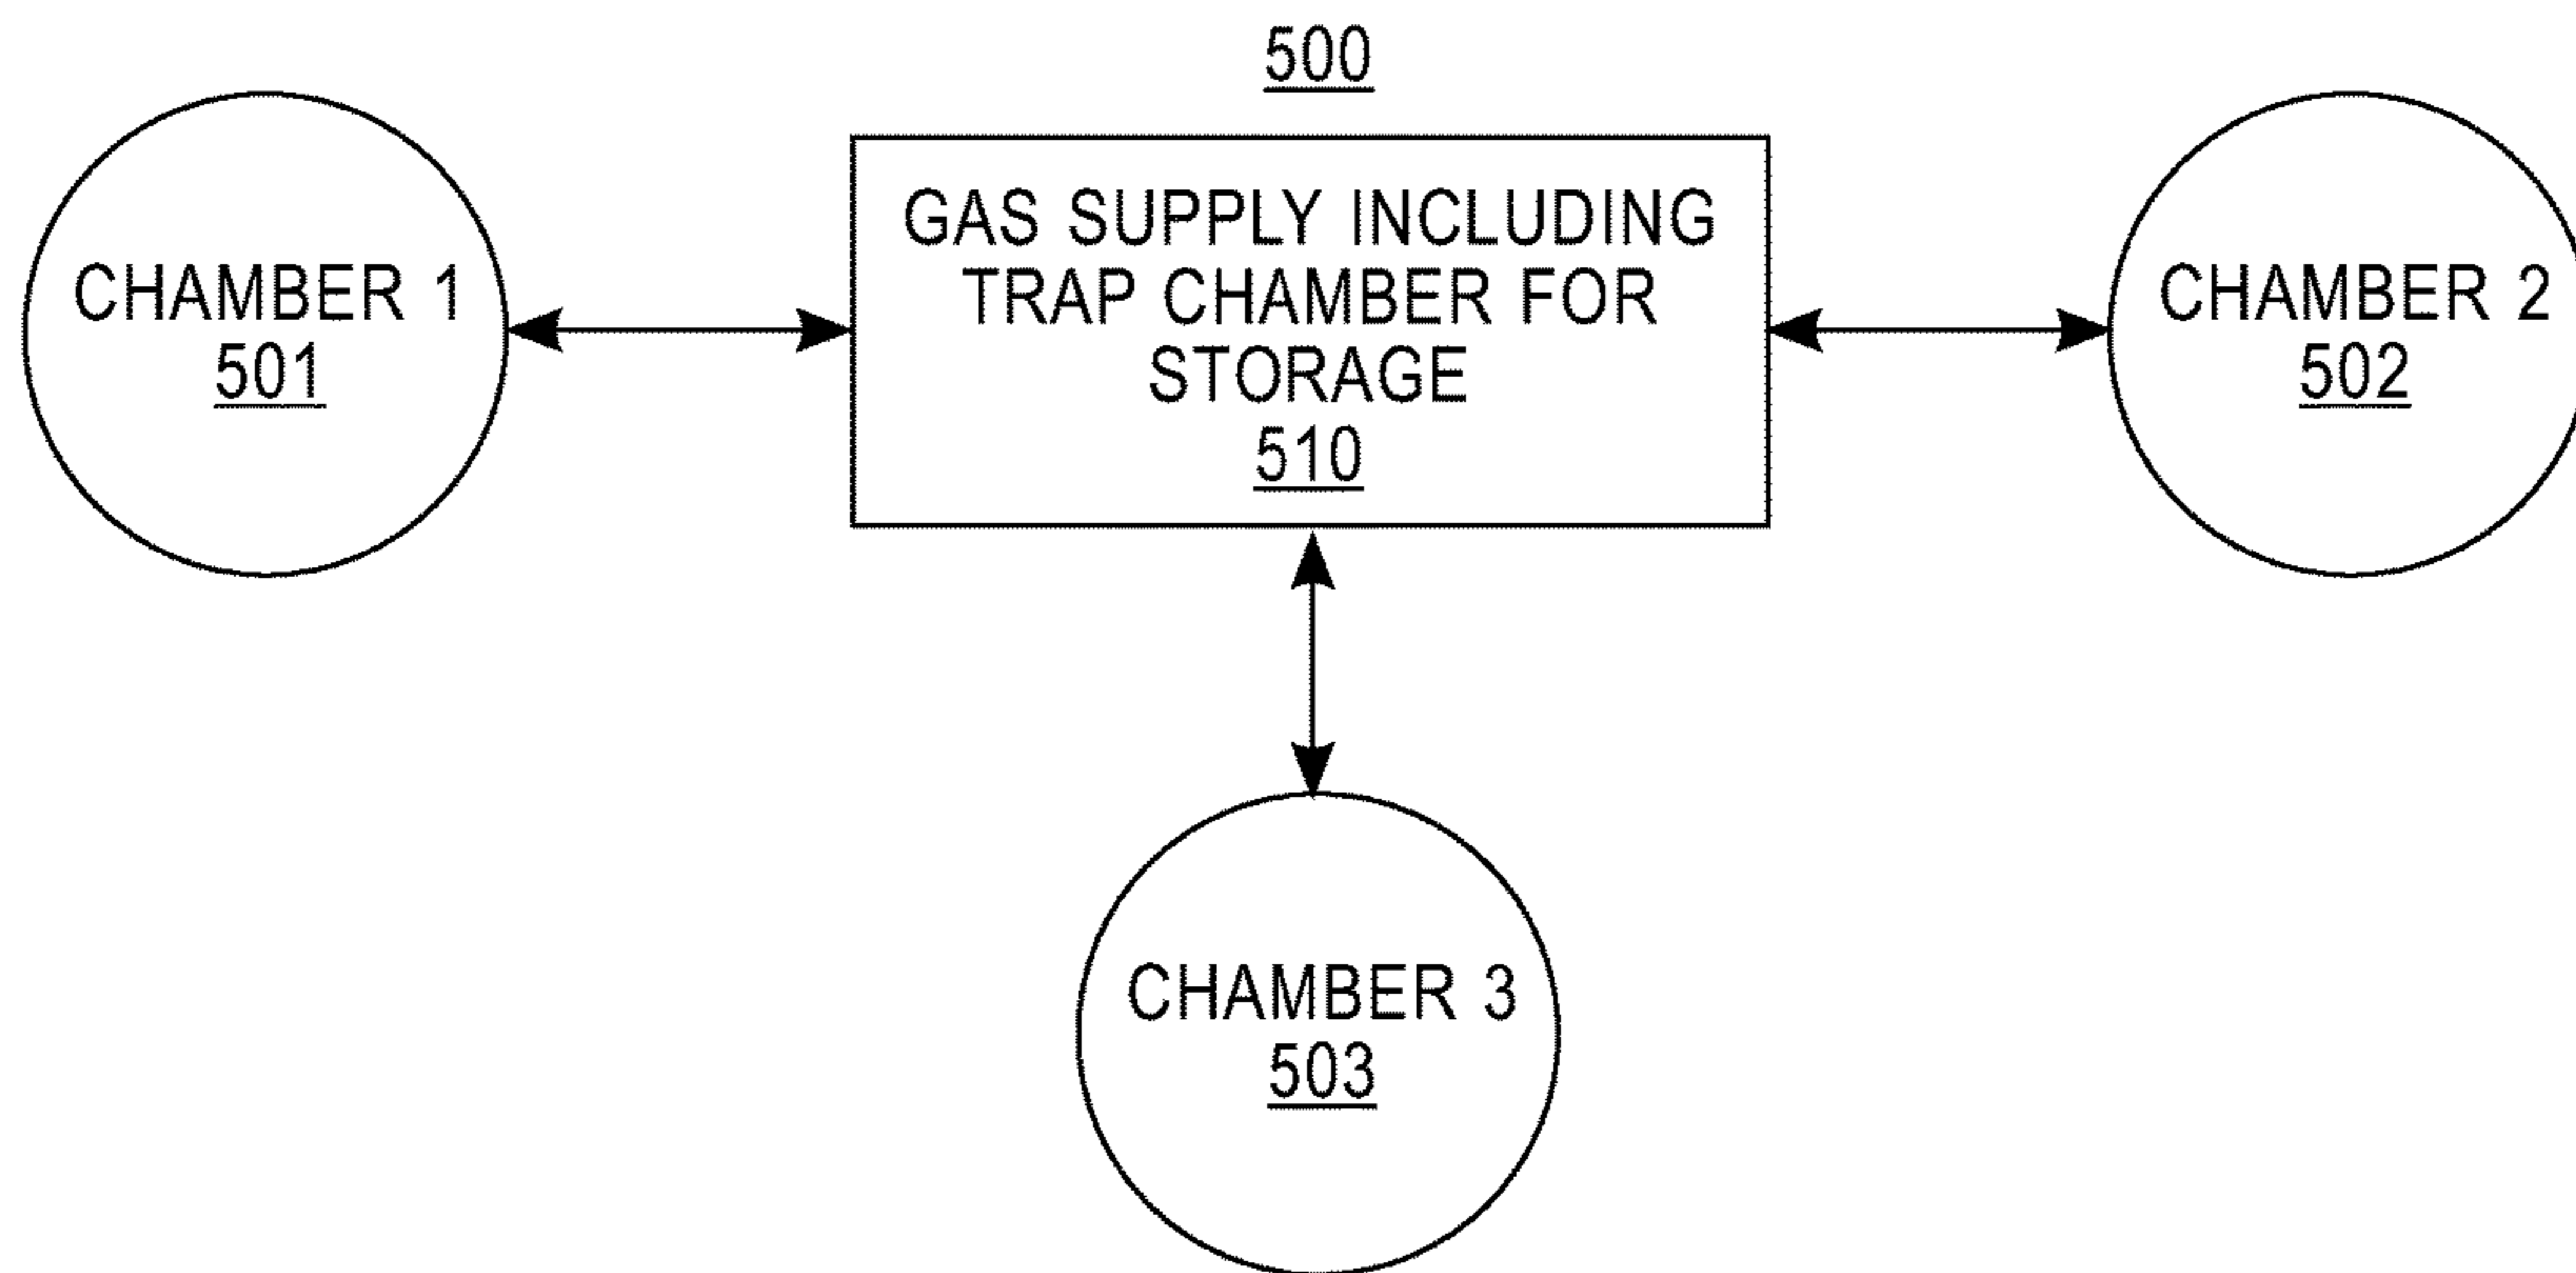 500
CHAMBER 1
501
GAS SUPPLY INCLUDING
TRAP CHAMBER FOR
STORAGE
510
CHAMBER 2
502
CHAMBER 3
503